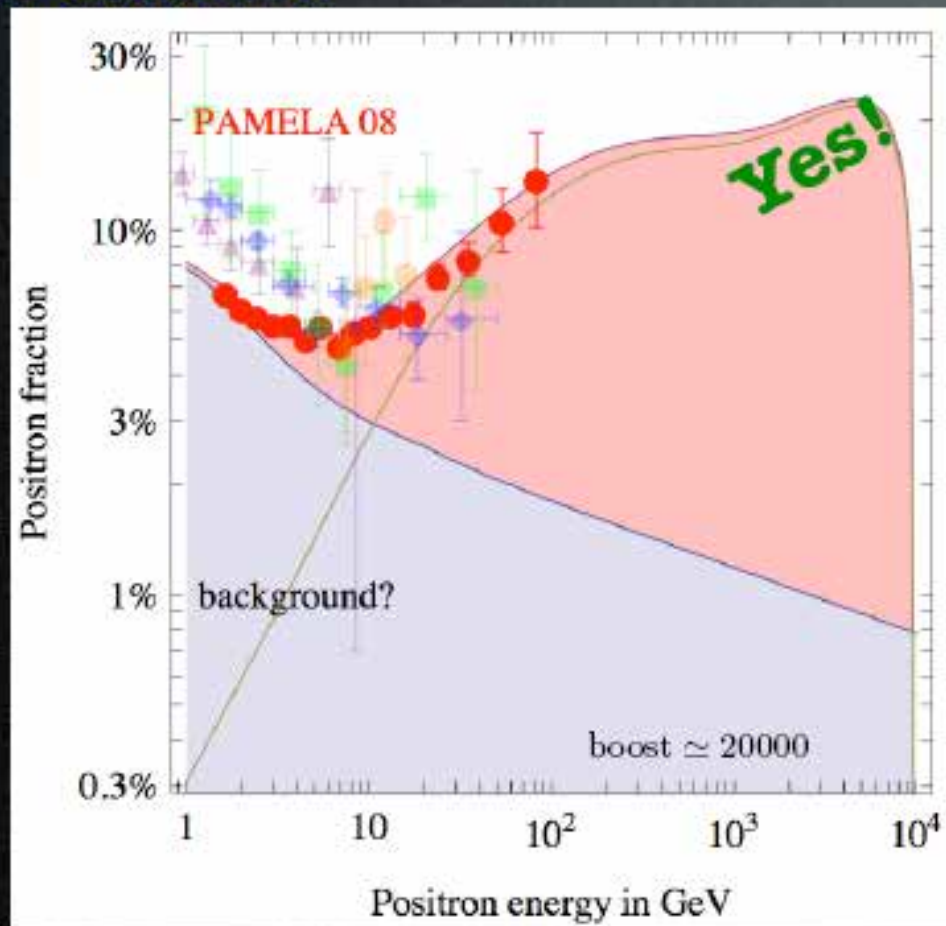 30%
PAMELA 08
Yes!
10%
3%
1%
background?
boost ≃ 20000
0.3%
Positron fraction
1
10
10²
10³
10⁴
Positron energy in GeV